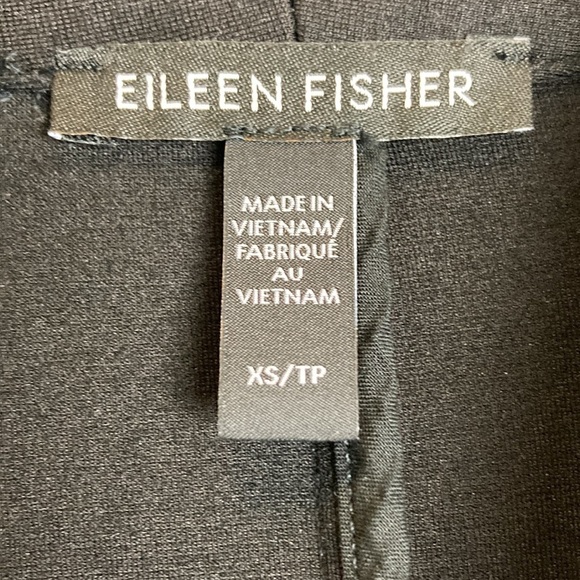 EILEEN FISHER
MADE IN
VIETNAM/
FABRIQUÉ
AU
VIETNAM
XS/TP